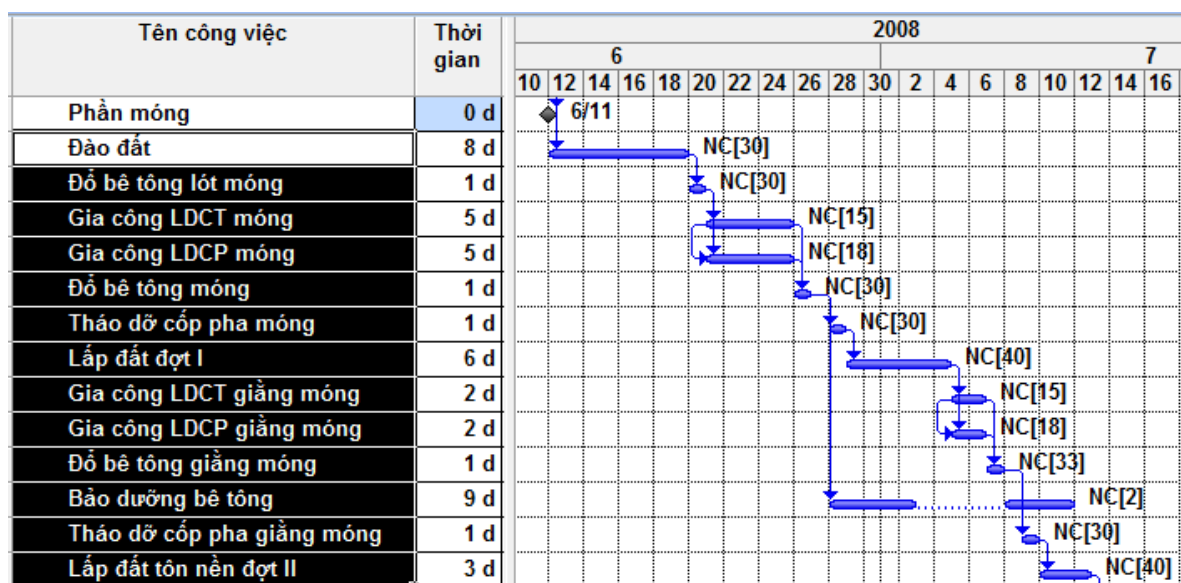 Tên công việc Thời gian 2008
6 7
10 12 14 16 18 20 22 24 26 28 30 2 4 6 8 10 12 14 16
Phần móng 0 d 6/11
Đào đất 8 d NC[30]
Đổ bê tông lót móng 1 d NC[30]
Gia công LDCT móng 5 d NC[15]
Gia công LDCP móng 5 d NC[18]
Đổ bê tông móng 1 d NC[30]
Tháo dỡ cốp pha móng 1 d NC[30]
Lấp đất đợt I 6 d NC[40]
Gia công LDCT giằng móng 2 d NC[15]
Gia công LDCP giằng móng 2 d NC[18]
Đổ bê tông giằng móng 1 d NC[33]
Bảo dưỡng bê tông 9 d NC[2]
Tháo dỡ cốp pha giằng móng 1 d NC[30]
Lấp đất tôn nền đợt II 3 d NC[40]